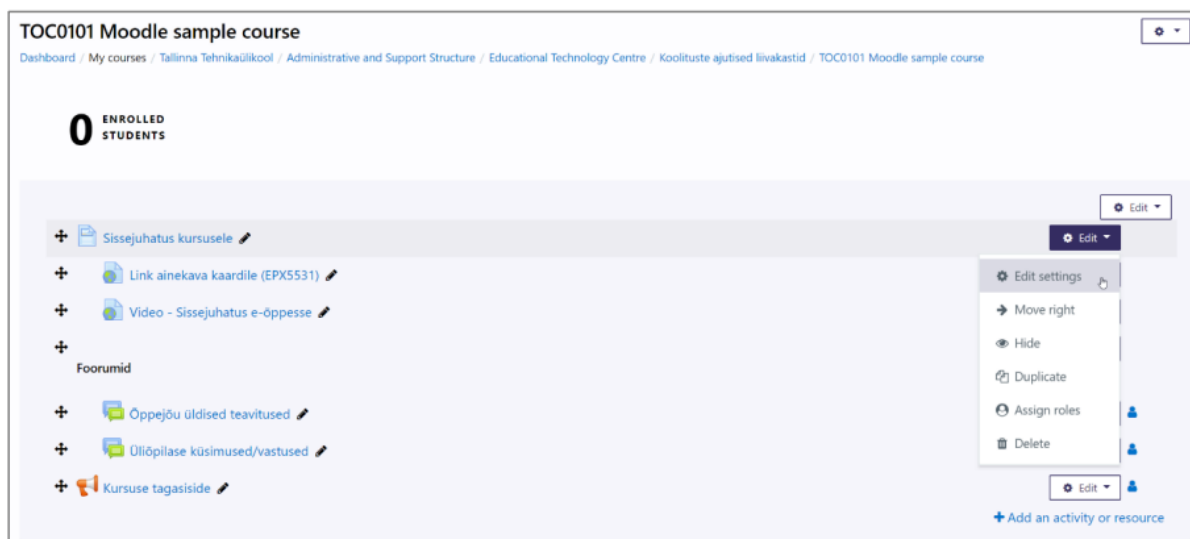 TOC0101 Moodle sample course
Dashboard / My courses / Tallinna Tehnikaülikool / Administrative and Support Structure / Educational Technology Centre / Koolituste ajutised liivakastid / TOC0101 Moodle sample course
0 ENROLLED
STUDENTS
Edit
Sissejuhatus kursusele Edit
Link ainekava kaardile (EPX5531) Edit settings
Video - Sissejuhatus e-õppesse Move right
Hide
Foorumid
Duplicate
Õppejõu üldised teavitused Assign roles
Üliõpilase küsimused/vastused Delete
Kursuse tagasiside Edit
Add an activity or resource